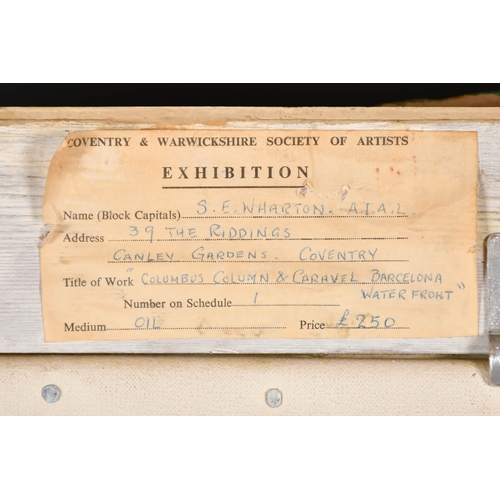 COVENTRY & WARWICKSHIRE SOCIETY OF ARTISTS
EXHIBITION
Name (Block Capitals) S. E. WHARTON. A.I.A.L
Address 39 THE RIDDINGS
CANLEY GARDENS. COVENTRY
Title of Work "COLUMBUS COLUMN & CARAVEL BARCELONA
Number on Schedule 1 WATER FRONT"
Medium OIL Price £250